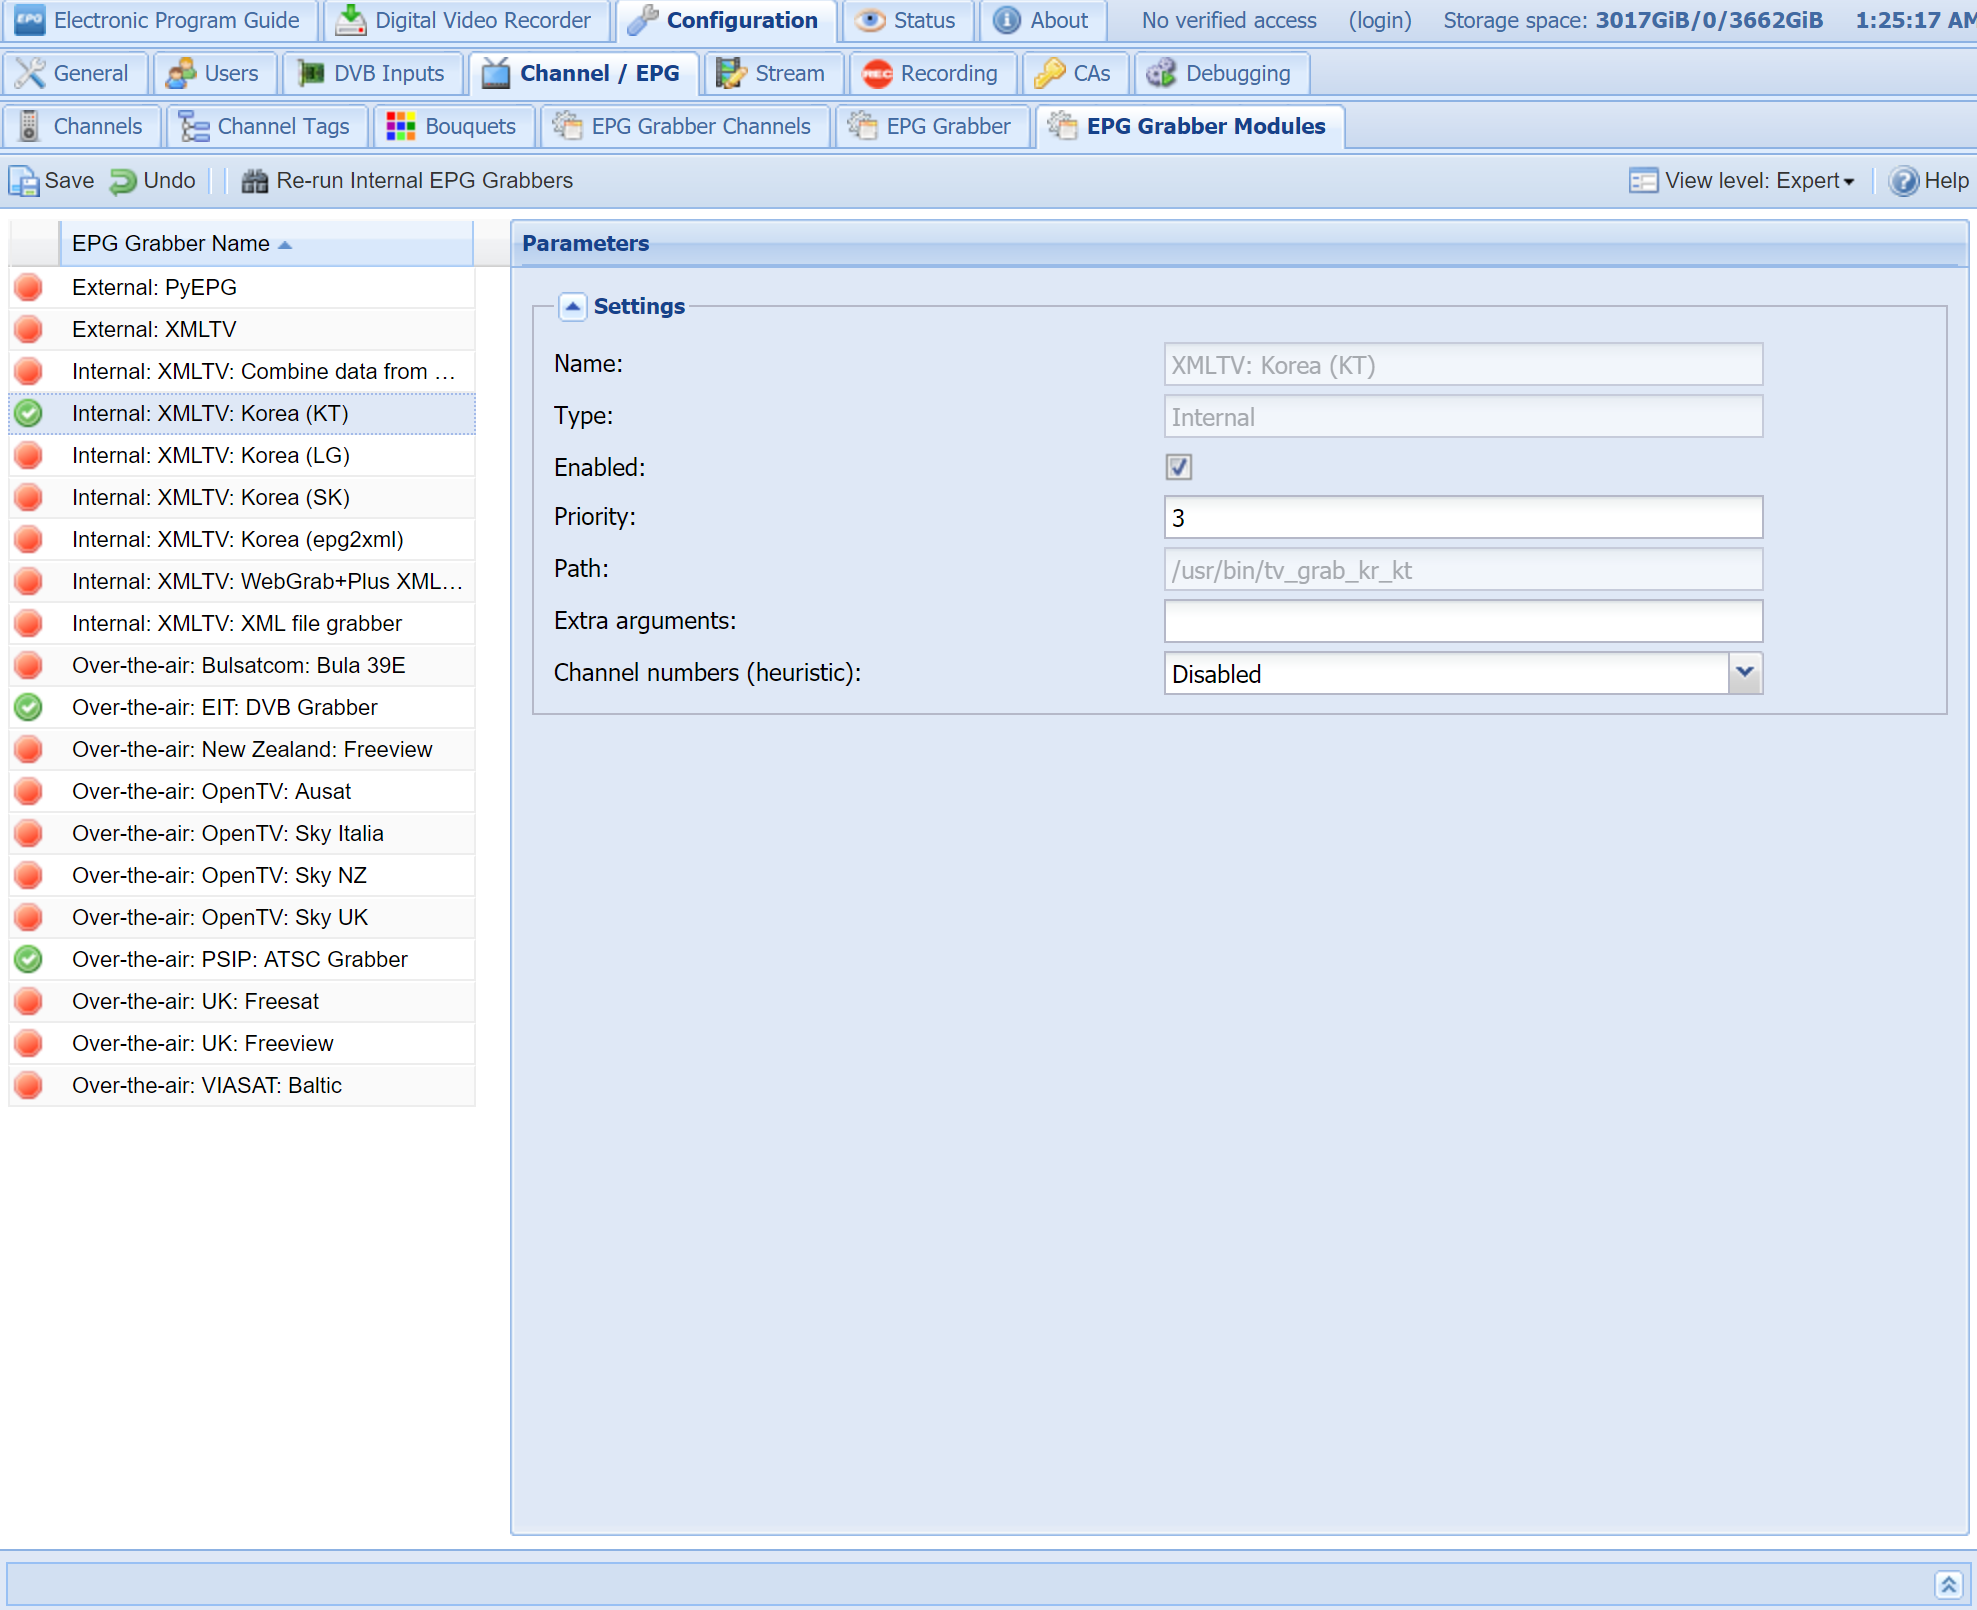 EPG Electronic Program Guide Digital Video Recorder Configuration Status About No verified access (login) Storage space: 3017GiB/0/3662GiB 1:25:17 AM
General Users DVB Inputs Channel / EPG Stream REC Recording CAs Debugging
Channels Channel Tags Bouquets EPG Grabber Channels EPG Grabber EPG Grabber Modules
Save Undo Re-run Internal EPG Grabbers View level: Expert Help
EPG Grabber Name
External: PyEPG
External: XMLTV
Internal: XMLTV: Combine data from ...
Internal: XMLTV: Korea (KT)
Internal: XMLTV: Korea (LG)
Internal: XMLTV: Korea (SK)
Internal: XMLTV: Korea (epg2xml)
Internal: XMLTV: WebGrab+Plus XML...
Internal: XMLTV: XML file grabber
Over-the-air: Bulsatcom: Bula 39E
Over-the-air: EIT: DVB Grabber
Over-the-air: New Zealand: Freeview
Over-the-air: OpenTV: Ausat
Over-the-air: OpenTV: Sky Italia
Over-the-air: OpenTV: Sky NZ
Over-the-air: OpenTV: Sky UK
Over-the-air: PSIP: ATSC Grabber
Over-the-air: UK: Freesat
Over-the-air: UK: Freeview
Over-the-air: VIASAT: Baltic
Parameters
Settings
Name: XMLTV: Korea (KT)
Type: Internal
Enabled:
Priority: 3
Path: /usr/bin/tv_grab_kr_kt
Extra arguments:
Channel numbers (heuristic): Disabled